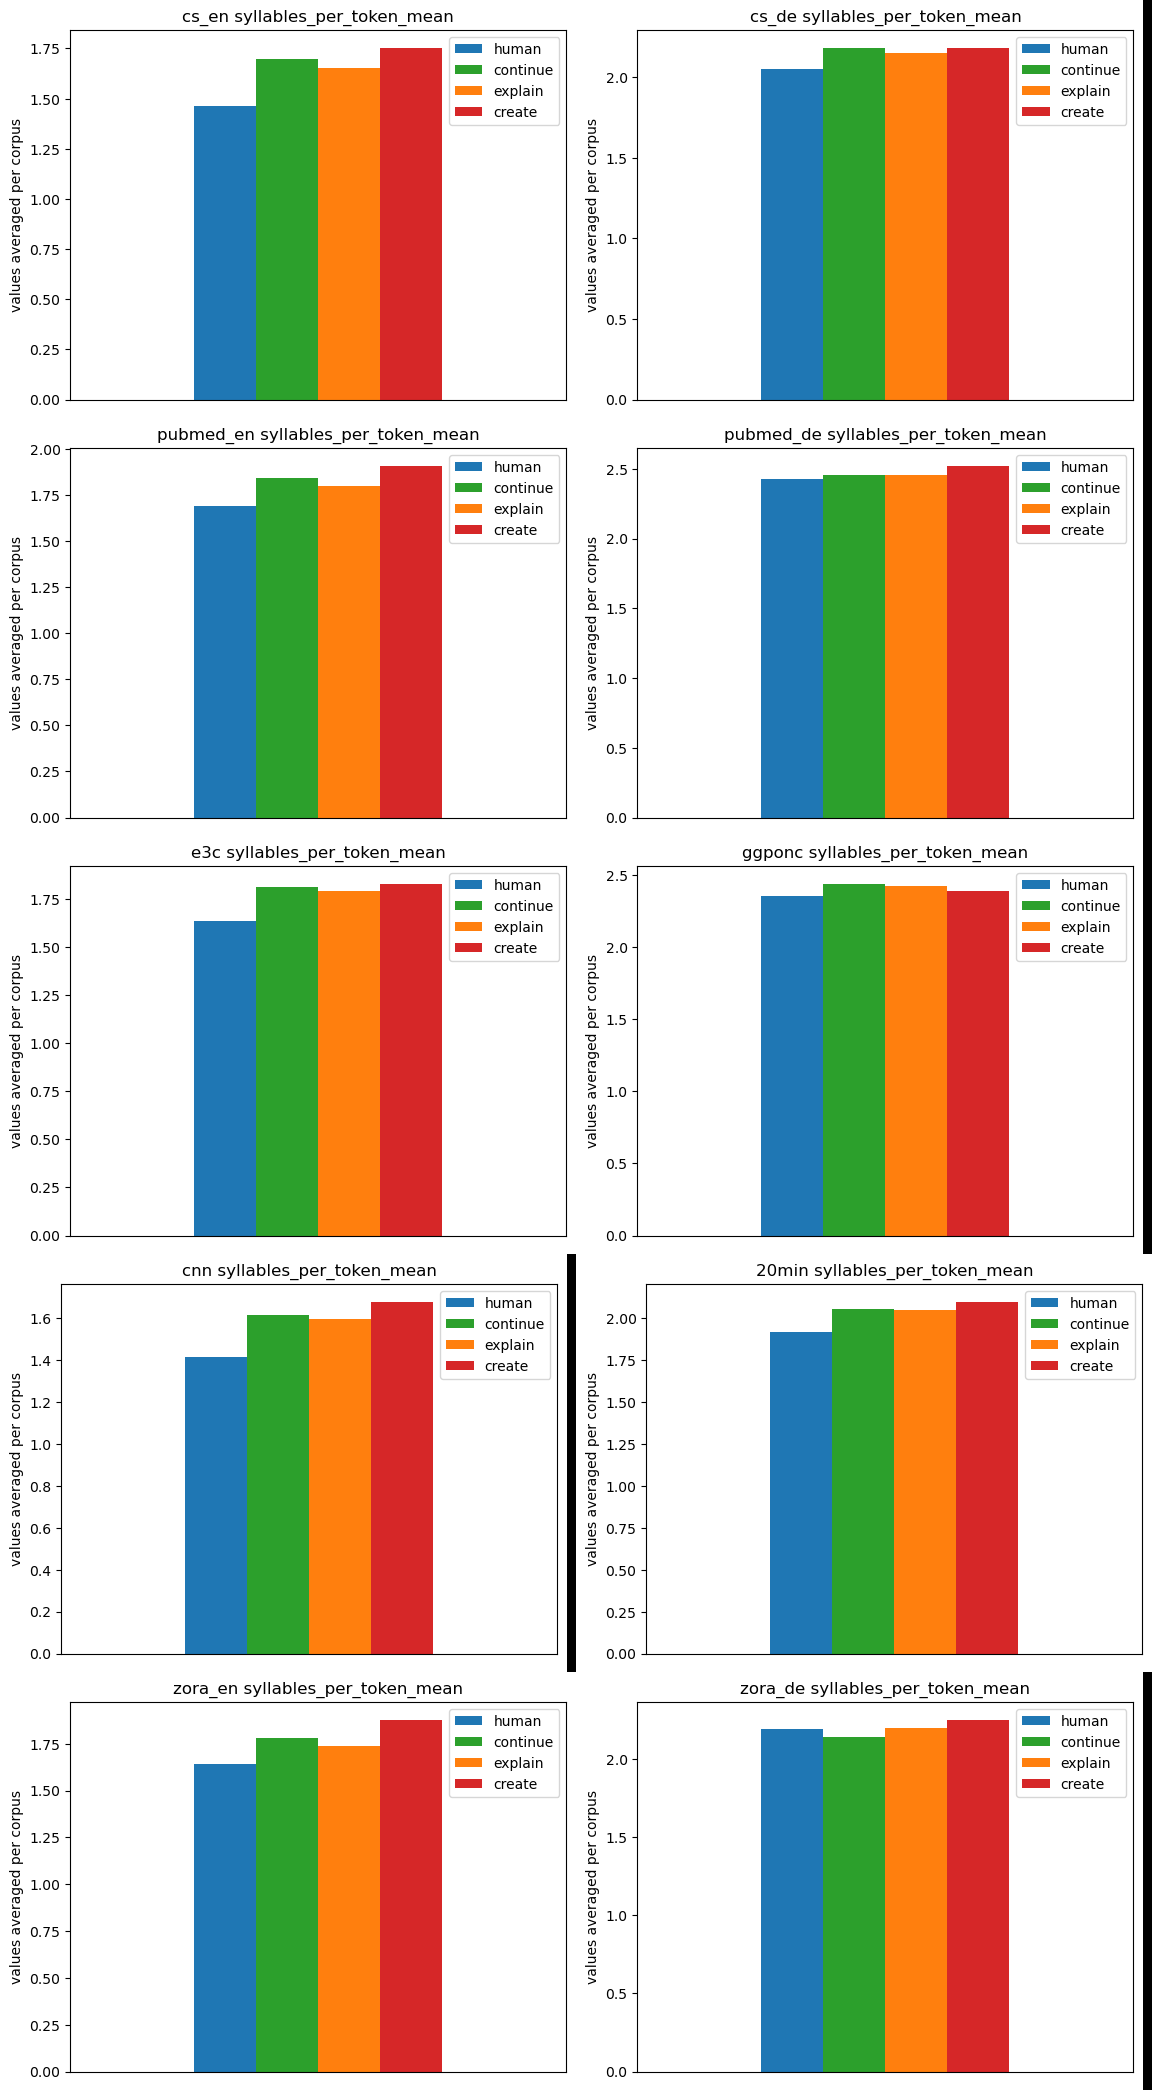 cs_en syllables_per_token_mean
values averaged per corpus
1.75
1.50
1.25
1.00
0.75
0.50
0.25
0.00
human
continue
explain
create
cs_de syllables_per_token_mean
values averaged per corpus
2.0
1.5
1.0
0.5
0.0
human
continue
explain
create
pubmed_en syllables_per_token_mean
values averaged per corpus
2.00
1.75
1.50
1.25
1.00
0.75
0.50
0.25
0.00
human
continue
explain
create
pubmed_de syllables_per_token_mean
values averaged per corpus
2.5
2.0
1.5
1.0
0.5
0.0
human
continue
explain
create
e3c syllables_per_token_mean
values averaged per corpus
1.75
1.50
1.25
1.00
0.75
0.50
0.25
0.00
human
continue
explain
create
ggponc syllables_per_token_mean
values averaged per corpus
2.5
2.0
1.5
1.0
0.5
0.0
human
continue
explain
create
cnn syllables_per_token_mean
values averaged per corpus
1.6
1.4
1.2
1.0
0.8
0.6
0.4
0.2
0.0
human
continue
explain
create
20min syllables_per_token_mean
values averaged per corpus
2.00
1.75
1.50
1.25
1.00
0.75
0.50
0.25
0.00
human
continue
explain
create
zora_en syllables_per_token_mean
values averaged per corpus
1.75
1.50
1.25
1.00
0.75
0.50
0.25
0.00
human
continue
explain
create
zora_de syllables_per_token_mean
values averaged per corpus
2.0
1.5
1.0
0.5
0.0
human
continue
explain
create